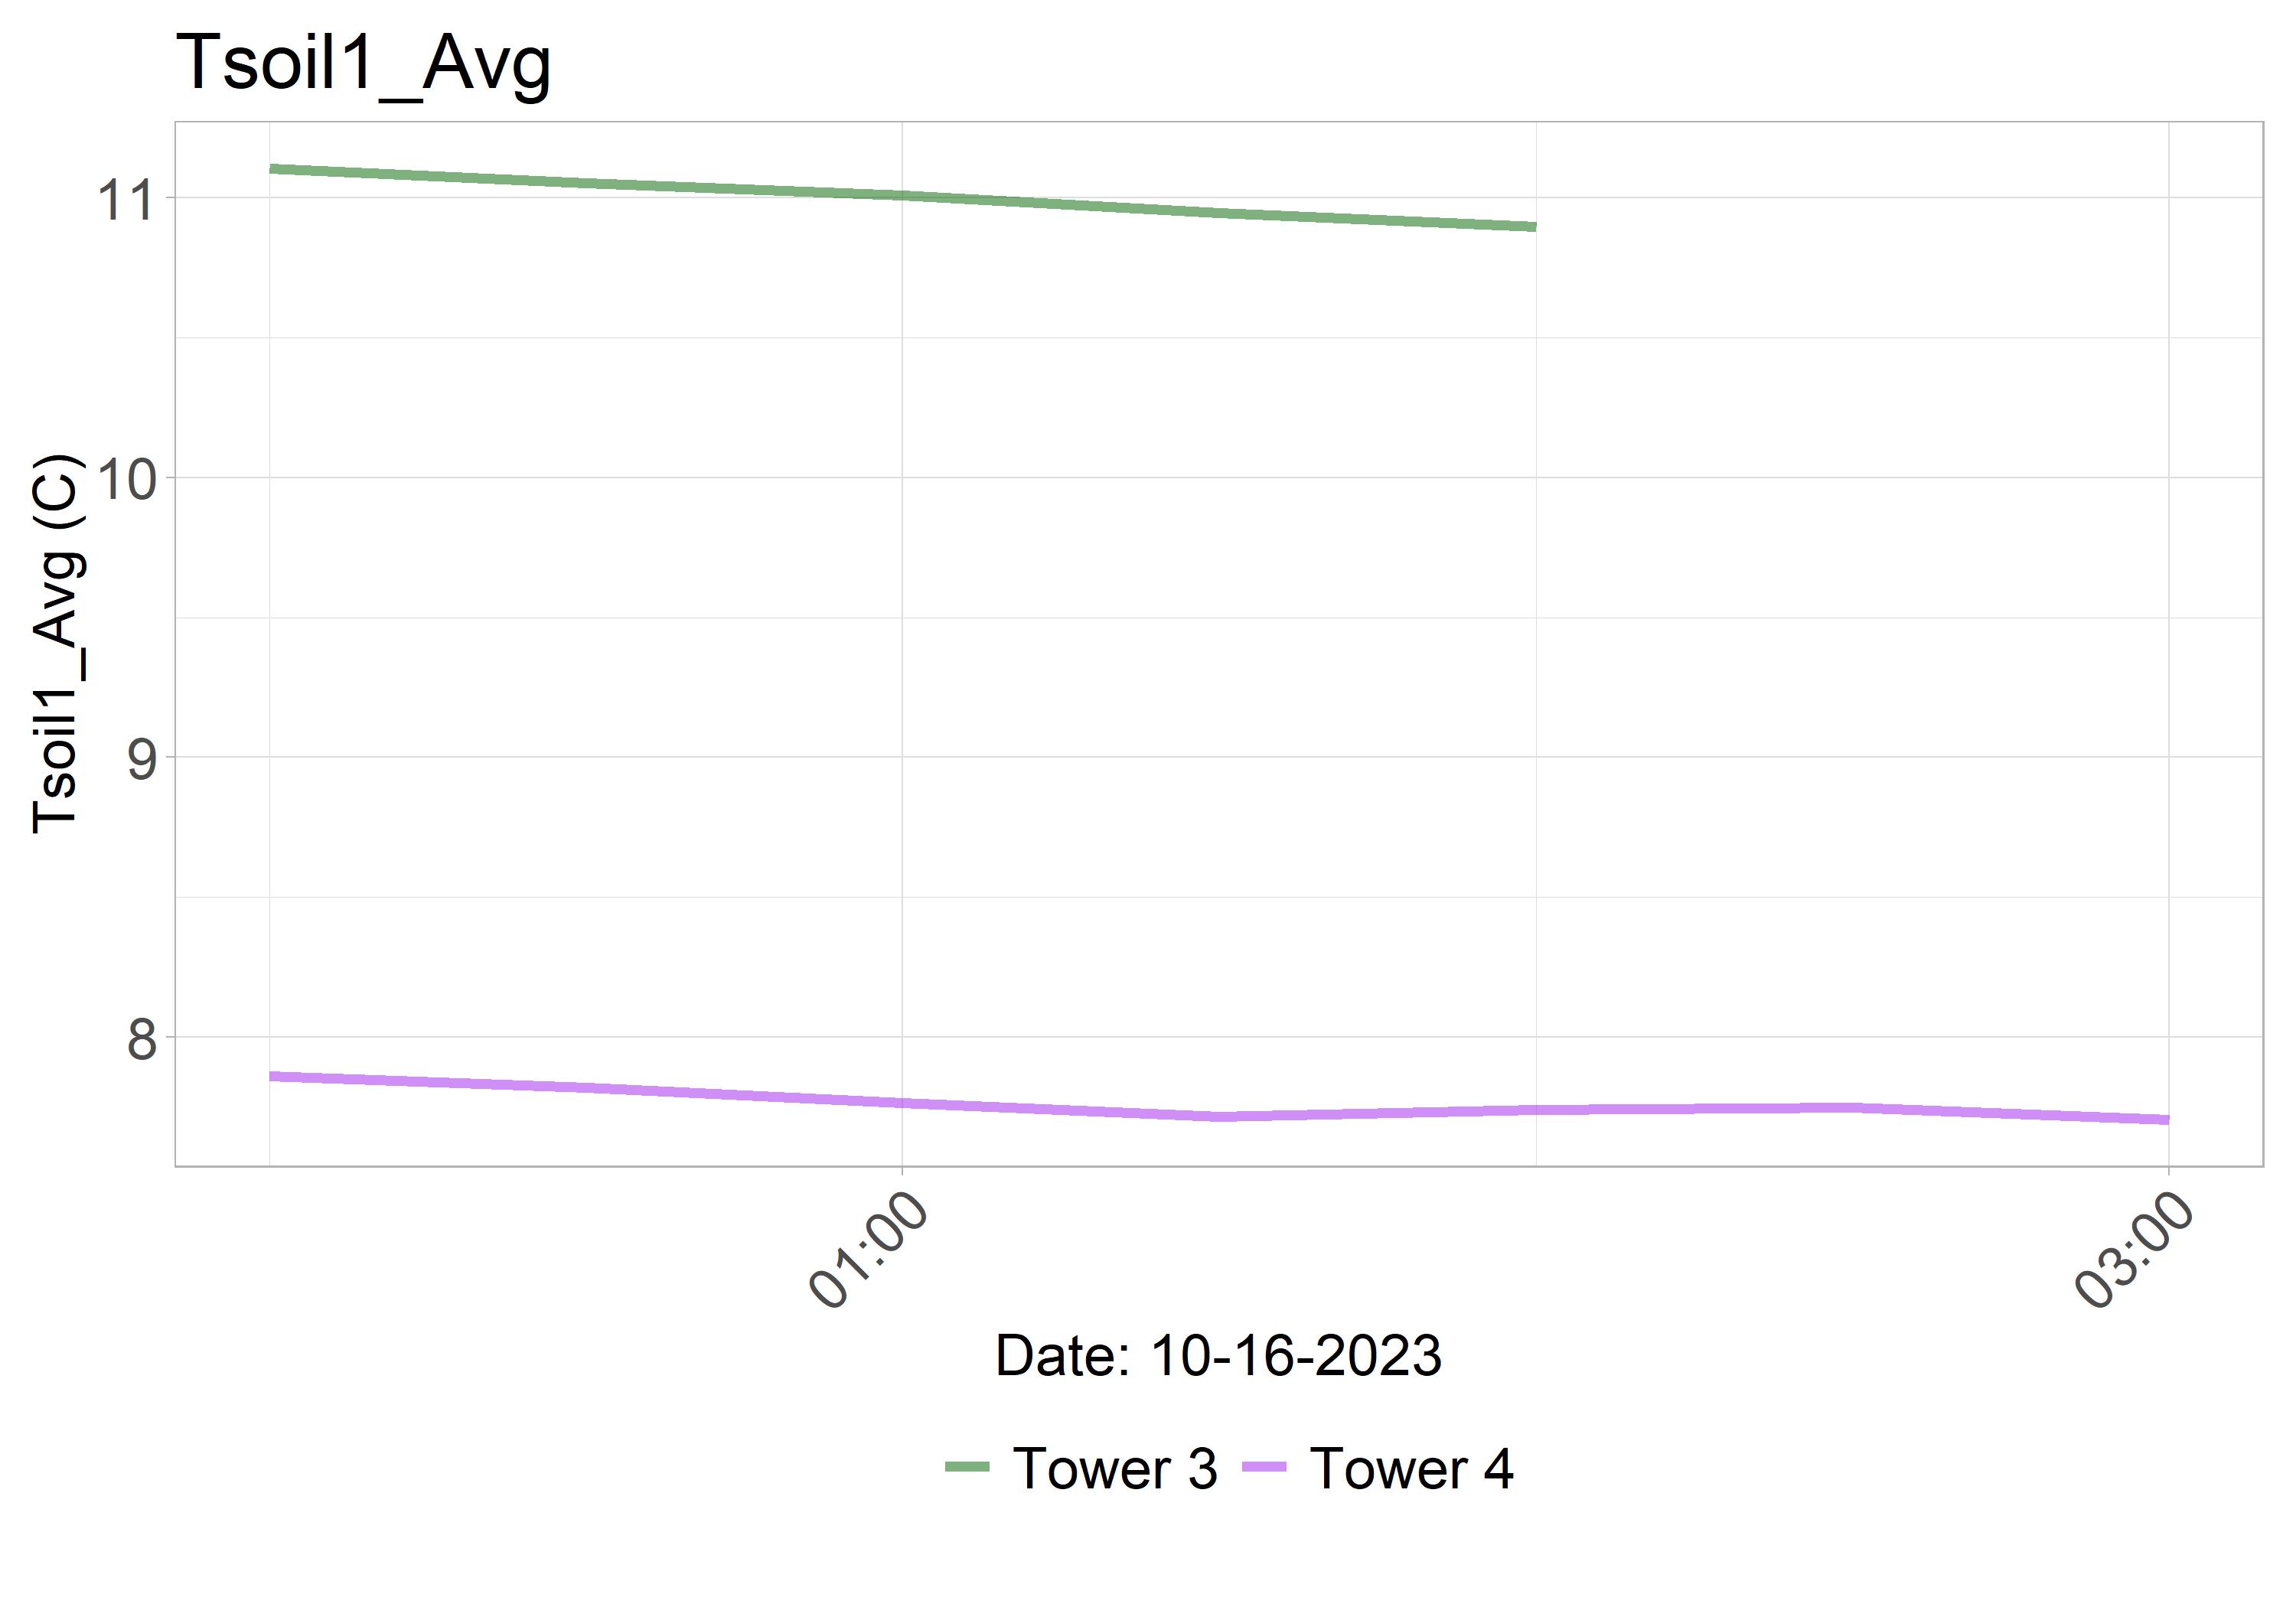 Tsoil1_Avg
Tsoil1_Avg (C)
11
10
9
8
01:00
03:00
Date: 10-16-2023
Tower 3
Tower 4